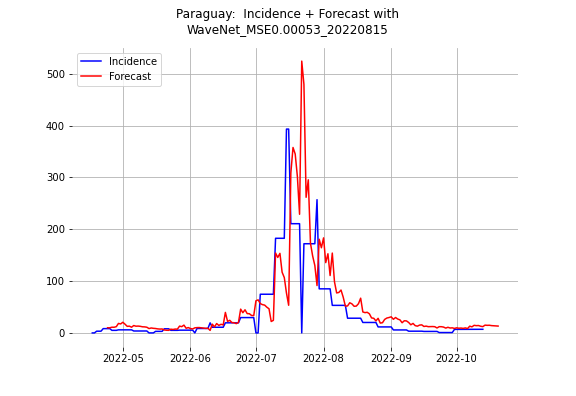 Paraguay:  Incidence + Forecast with
WaveNet_MSE0.00053_20220815
Incidence
Forecast
500
400
300
200
100
0
2022-05 2022-06 2022-07 2022-08 2022-09 2022-10